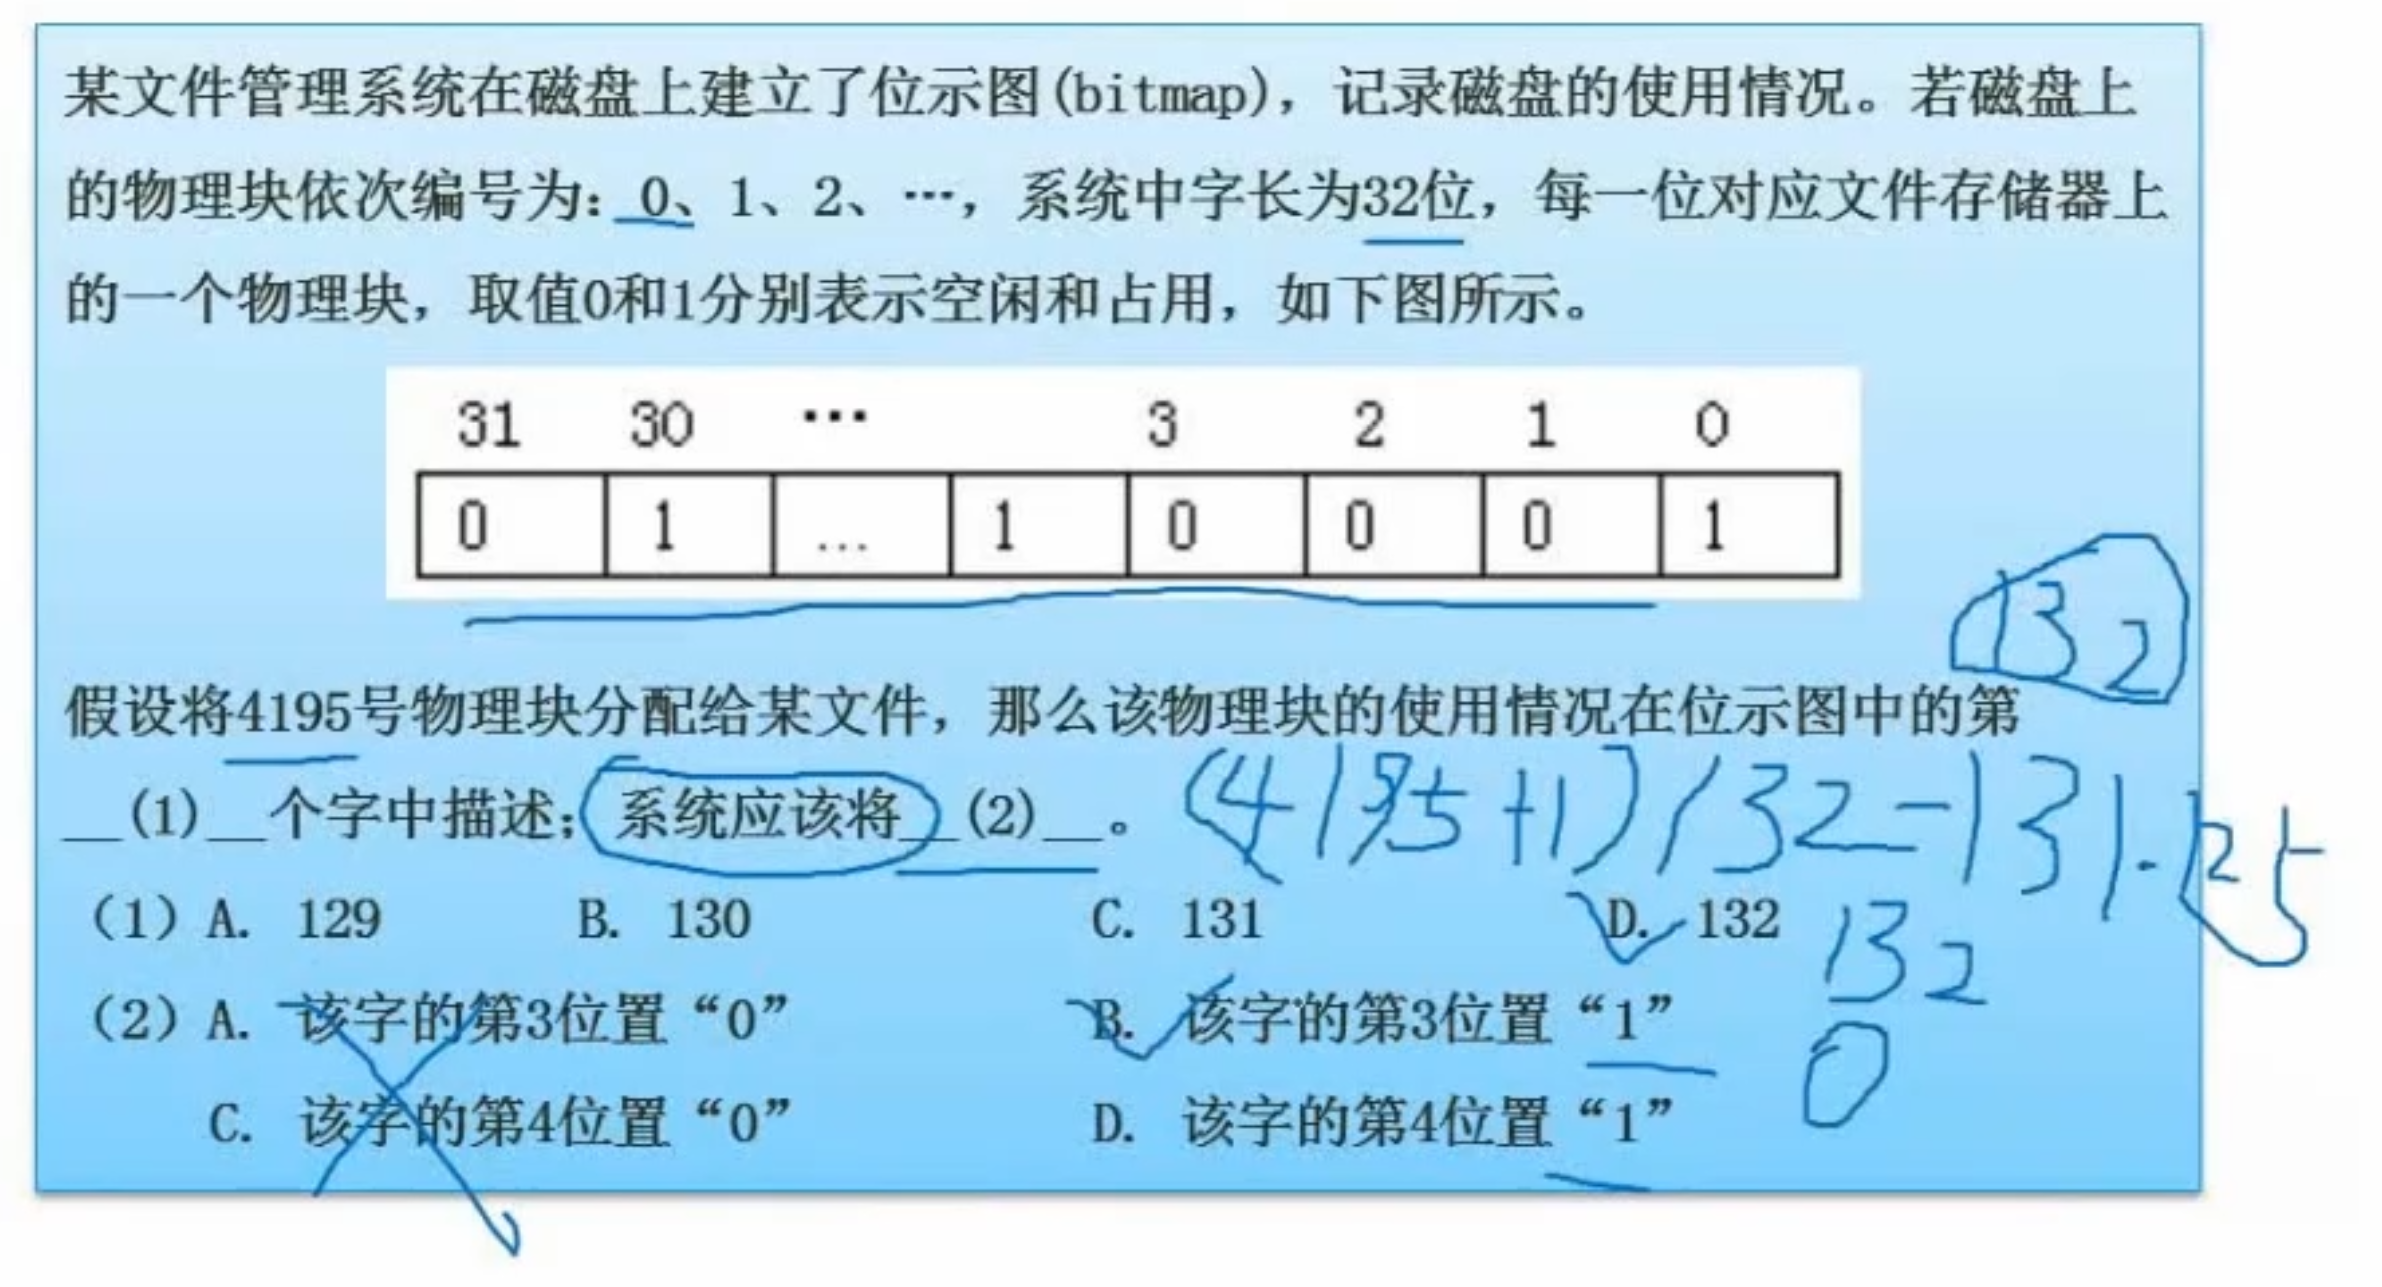 某文件管理系统在磁盘上建立了位示图(bitmap)，记录磁盘的使用情况。若磁盘上
的物理块依次编号为：0、1、2、…，系统中字长为32位，每一位对应文件存储器上
的一个物理块，取值0和1分别表示空闲和占用，如下图所示。
31 30 … 3 2 1 0
0 1 … 1 0 0 0 1
132
假设将4195号物理块分配给某文件，那么该物理块的使用情况在位示图中的第
__(1)__个字中描述；系统应该将__(2)__。
(4195+1)/32=131.125
（1）A. 129 B. 130 C. 131 D. 132
132
（2）A. 该字的第3位置“0” B. 该字的第3位置“1”
0
C. 该字的第4位置“0” D. 该字的第4位置“1”